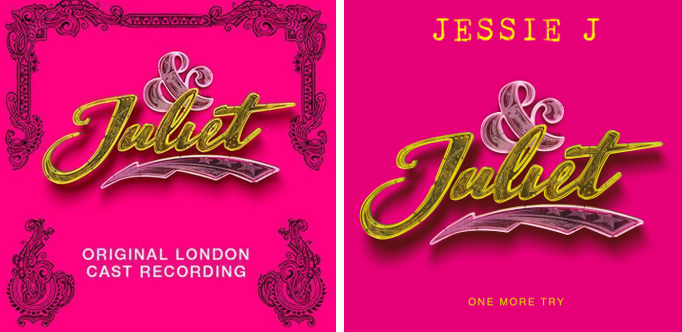 &
Juliet
ORIGINAL LONDON
CAST RECORDING
JESSIE J
&
Juliet
ONE MORE TRY